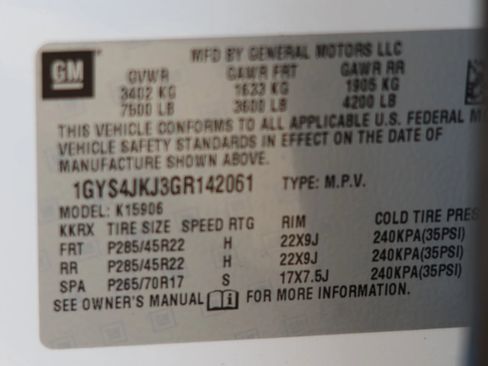 GM
MFD BY GENERAL MOTORS LLC
GVWR GAWR FRT GAWR RR
3402 KG 1633 KG 1905 KG
7500 LB 3600 LB 4200 LB
THIS VEHICLE CONFORMS TO ALL APPLICABLE U.S. FEDERAL M
VEHICLE SAFETY STANDARDS IN EFFECT ON THE DATE OF
MANUFACTURE SHOWN ABOVE.
1GYS4JKJ3GR142061 TYPE: M.P.V.
MODEL: K15906
KKRX TIRE SIZE SPEED RTG RIM COLD TIRE PRES
FRT P285/45R22 H 22X9J 240KPA(35PSI)
RR P285/45R22 H 22X9J 240KPA(35PSI)
SPA P265/70R17 S 17X7.5J 240KPA(35PSI)
SEE OWNER'S MANUAL i FOR MORE INFORMATION.